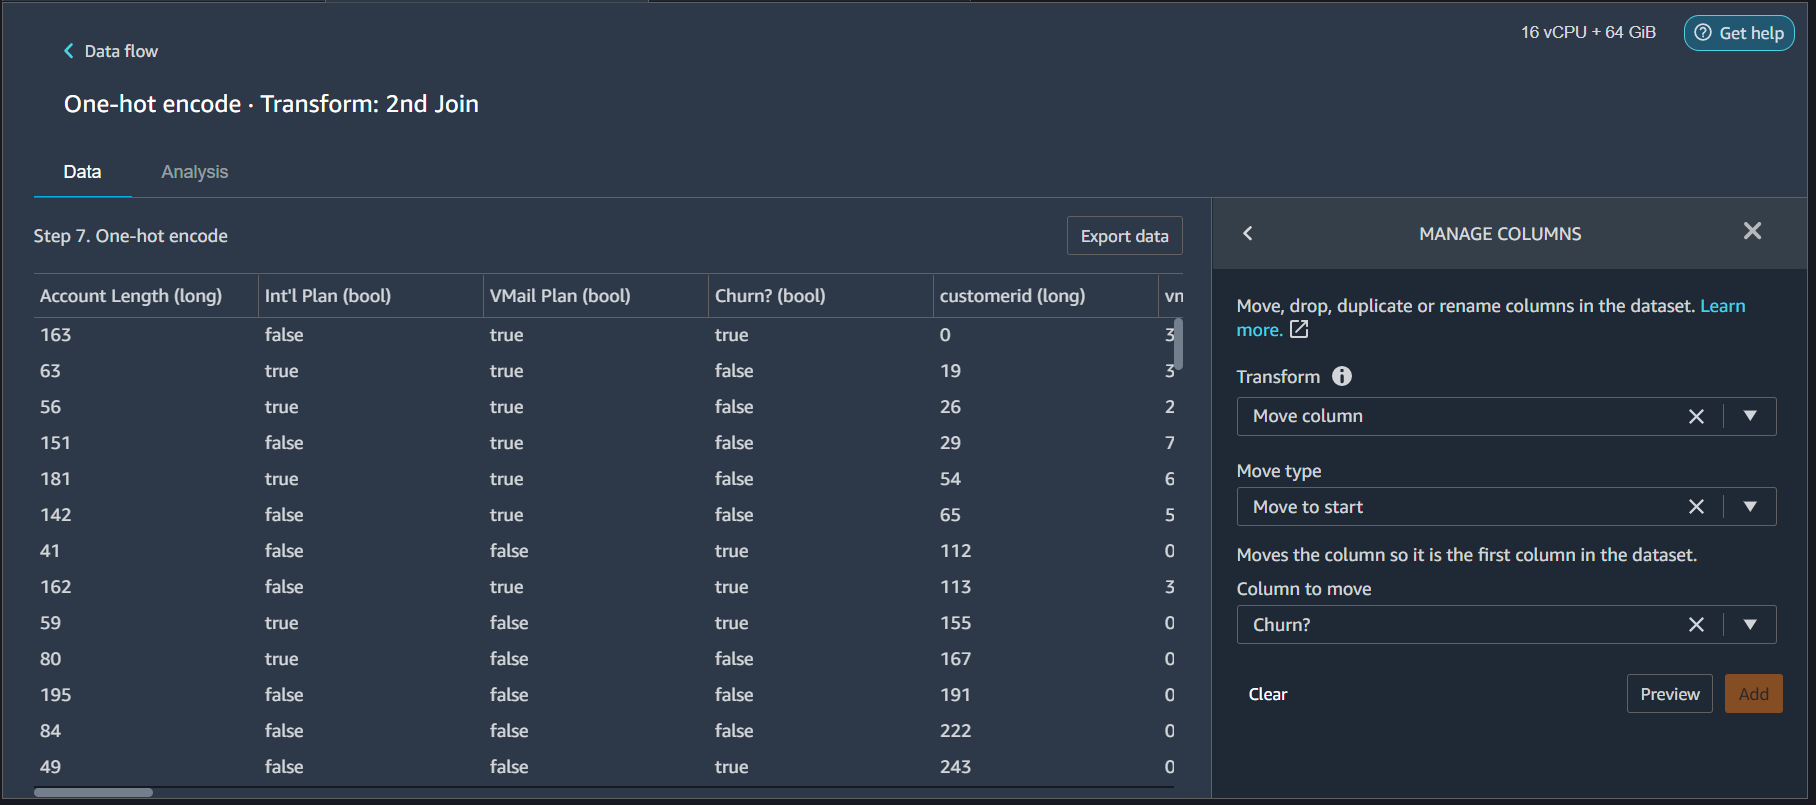 16 vCPU + 64 GiB
Get help
Data flow
One-hot encode · Transform: 2nd Join
Data Analysis
Step 7. One-hot encode
Export data
Account Length (long) Int'l Plan (bool) VMail Plan (bool) Churn? (bool) customerid (long) vm
163 false true true 0 3
63 true true false 19 3
56 true true false 26 2
151 false true false 29 7
181 true true false 54 6
142 false true false 65 5
41 false false true 112 0
162 false true true 113 3
59 true false true 155 0
80 true false false 167 0
195 false false false 191 0
84 false false false 222 0
49 false false true 243 0
MANAGE COLUMNS
Move, drop, duplicate or rename columns in the dataset. Learn
more.
Transform
Move column
Move type
Move to start
Moves the column so it is the first column in the dataset.
Column to move
Churn?
Clear
Preview
Add